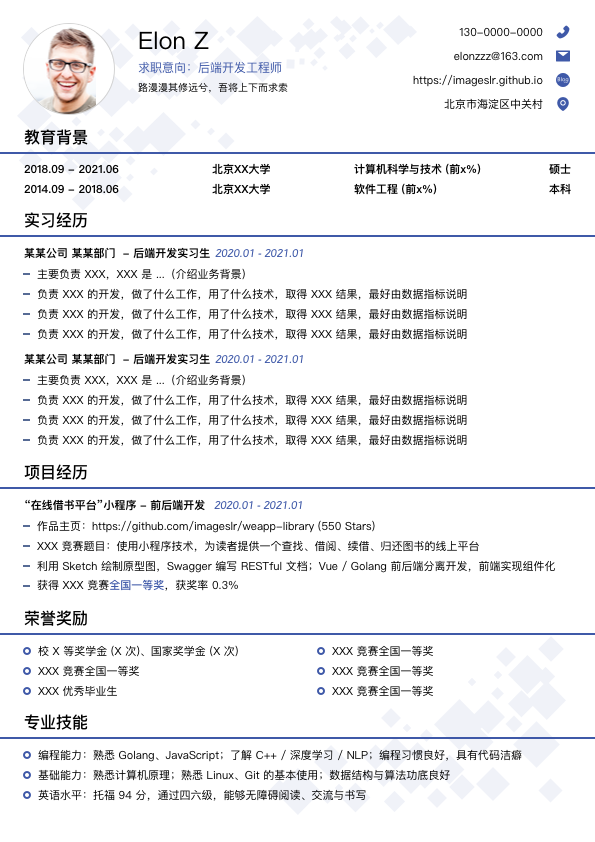 Elon Z
求职意向：后端开发工程师
路漫漫其修远兮，吾将上下而求索
130-0000-0000
elonzzz@163.com
https://imageslr.github.io
Blog
北京市海淀区中关村
教育背景
2018.09 - 2021.06 北京XX大学 计算机科学与技术 (前x%) 硕士
2014.09 - 2018.06 北京XX大学 软件工程 (前x%) 本科
实习经历
某某公司 某某部门 - 后端开发实习生 2020.01 - 2021.01
主要负责 XXX，XXX 是 ...（介绍业务背景）
负责 XXX 的开发，做了什么工作，用了什么技术，取得 XXX 结果，最好由数据指标说明
负责 XXX 的开发，做了什么工作，用了什么技术，取得 XXX 结果，最好由数据指标说明
负责 XXX 的开发，做了什么工作，用了什么技术，取得 XXX 结果，最好由数据指标说明
某某公司 某某部门 - 后端开发实习生 2020.01 - 2021.01
主要负责 XXX，XXX 是 ...（介绍业务背景）
负责 XXX 的开发，做了什么工作，用了什么技术，取得 XXX 结果，最好由数据指标说明
负责 XXX 的开发，做了什么工作，用了什么技术，取得 XXX 结果，最好由数据指标说明
负责 XXX 的开发，做了什么工作，用了什么技术，取得 XXX 结果，最好由数据指标说明
项目经历
“在线借书平台”小程序 - 前后端开发 2020.01 - 2021.01
作品主页：https://github.com/imageslr/weapp-library (550 Stars)
XXX 竞赛题目：使用小程序技术，为读者提供一个查找、借阅、续借、归还图书的线上平台
利用 Sketch 绘制原型图，Swagger 编写 RESTful 文档；Vue / Golang 前后端分离开发，前端实现组件化
获得 XXX 竞赛全国一等奖，获奖率 0.3%
荣誉奖励
校 X 等奖学金 (X 次)、国家奖学金 (X 次) XXX 竞赛全国一等奖
XXX 竞赛全国一等奖 XXX 竞赛全国一等奖
XXX 优秀毕业生 XXX 竞赛全国一等奖
专业技能
编程能力：熟悉 Golang、JavaScript；了解 C++ / 深度学习 / NLP；编程习惯良好，具有代码洁癖
基础能力：熟悉计算机原理；熟悉 Linux、Git 的基本使用；数据结构与算法功底良好
英语水平：托福 94 分，通过四六级，能够无障碍阅读、交流与书写